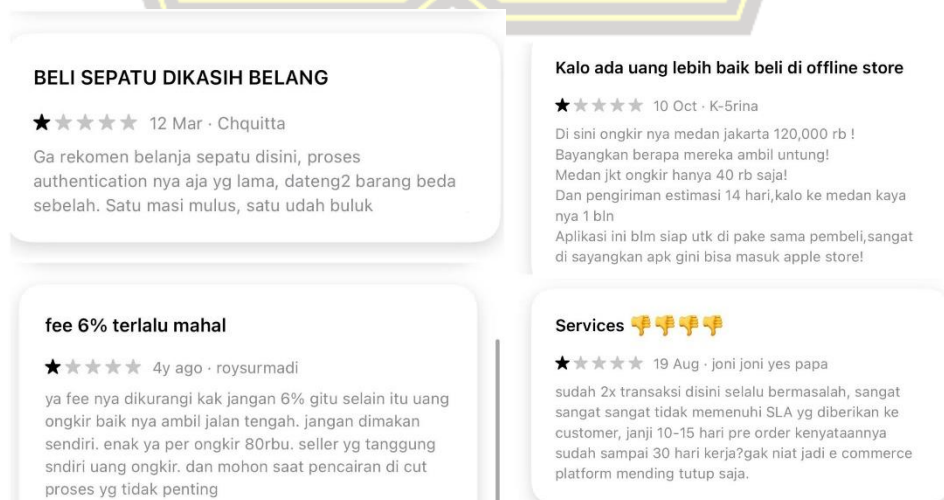 BELI SEPATU DIKASIH BELANG
12 Mar · Chquitta
Ga rekomen belanja sepatu disini, proses
authentication nya aja yg lama, dateng2 barang beda
sebelah. Satu masi mulus, satu udah buluk
Kalo ada uang lebih baik beli di offline store
10 Oct · K-5rina
Di sini ongkir nya medan jakarta 120,000 rb !
Bayangkan berapa mereka ambil untung!
Medan jkt ongkir hanya 40 rb saja!
Dan pengiriman estimasi 14 hari,kalo ke medan kaya
nya 1 bln
Aplikasi ini blm siap utk di pake sama pembeli,sangat
di sayangkan apk gini bisa masuk apple store!
fee 6% terlalu mahal
4y ago · roysurmadi
ya fee nya dikurangi kak jangan 6% gitu selain itu uang
ongkir baik nya ambil jalan tengah. jangan dimakan
sendiri. enak ya per ongkir 80rbu. seller yg tanggung
sndiri uang ongkir. dan mohon saat pencairan di cut
proses yg tidak penting
Services 👎👎👎👎
19 Aug · joni joni yes papa
sudah 2x transaksi disini selalu bermasalah, sangat
sangat sangat tidak memenuhi SLA yg diberikan ke
customer, janji 10-15 hari pre order kenyataannya
sudah sampai 30 hari kerja?gak niat jadi e commerce
platform mending tutup saja.